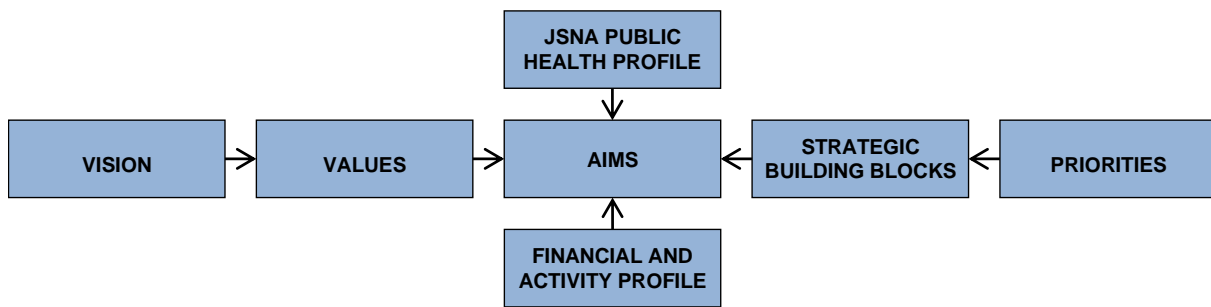 JSNA PUBLIC
HEALTH PROFILE
VISION
VALUES
AIMS
STRATEGIC
BUILDING BLOCKS
PRIORITIES
FINANCIAL AND
ACTIVITY PROFILE